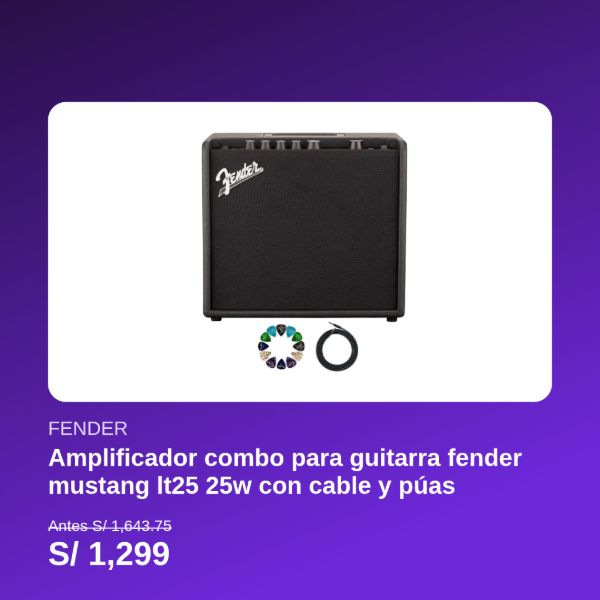 Fender
FENDER
Amplificador combo para guitarra fender
mustang lt25 25w con cable y púas
Antes S/ 1,643.75
S/ 1,299